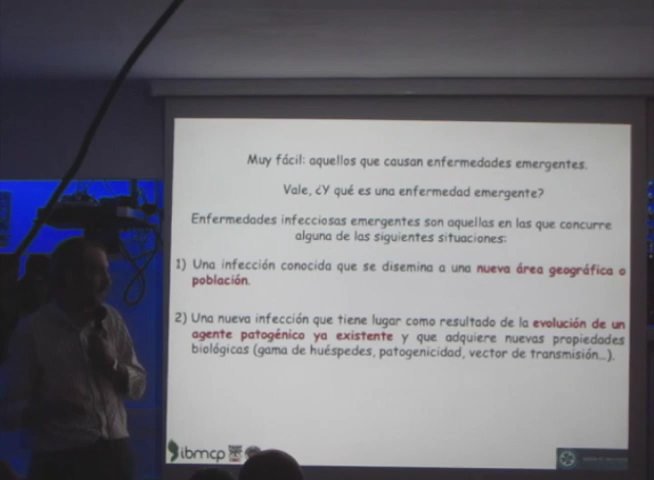 Muy fácil: aquellos que causan enfermedades emergentes.
Vale, ¿Y qué es una enfermedad emergente?
Enfermedades infecciosas emergentes son aquellas en las que concurre
alguna de las siguientes situaciones:
1) Una infección conocida que se disemina a una nueva área geográfica o
población.
2) Una nueva infección que tiene lugar como resultado de la evolución de un
agente patogénico ya existente y que adquiere nuevas propiedades
biológicas (gama de huéspedes, patogenicidad, vector de transmisión...).
ibmcp